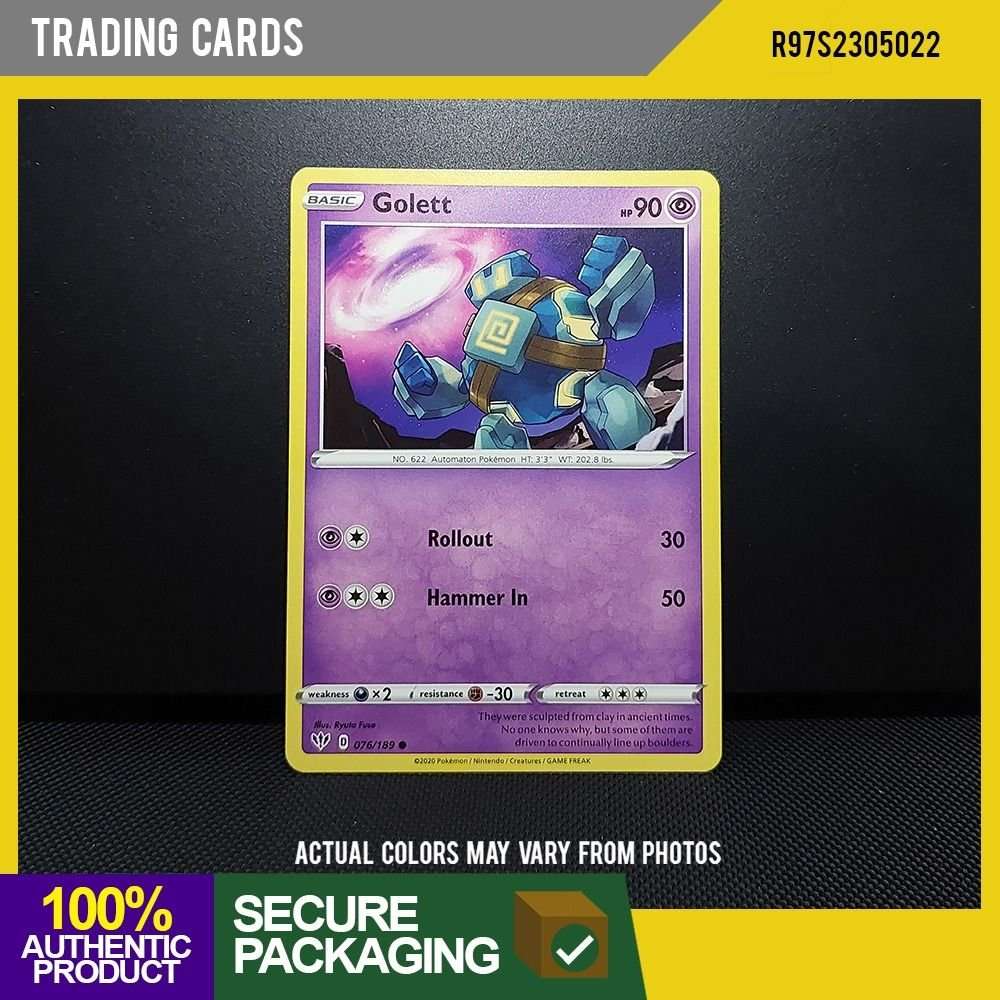 TRADING CARDS
R97S2305022
BASIC Golett HP 90
NO. 622 Automaton Pokémon HT: 3'3" WT: 202.8 lbs.
Rollout 30
Hammer In 50
weakness ×2 resistance -30 retreat
Illus. Ryuta Fuse
They were sculpted from clay in ancient times.
No one knows why, but some of them are
driven to continually line up boulders.
D 076/189
©2020 Pokémon / Nintendo / Creatures / GAME FREAK
ACTUAL COLORS MAY VARY FROM PHOTOS
100%
AUTHENTIC
PRODUCT
SECURE
PACKAGING